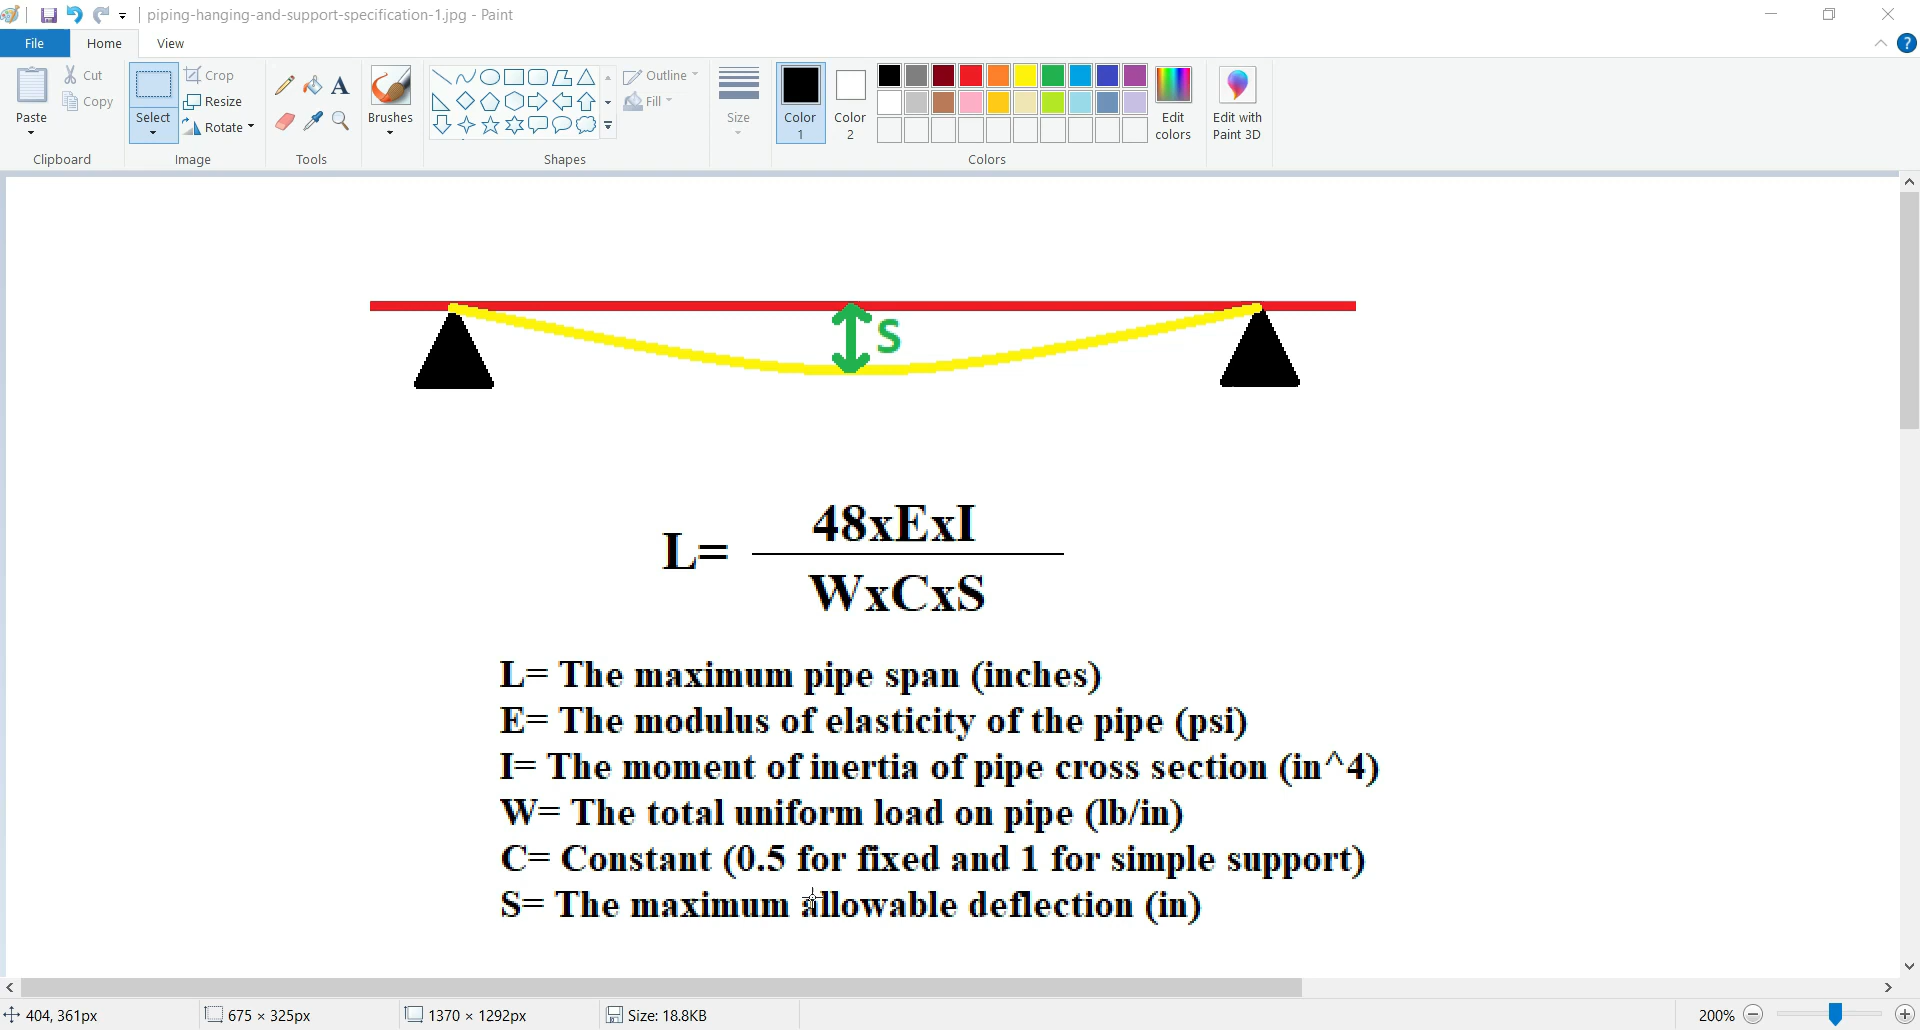 piping-hanging-and-support-specification-1.jpg - Paint
File Home View
Paste Cut Copy Clipboard
Select Crop Resize Rotate Image
Tools
Brushes
Outline Fill Shapes
Size
Color 1 Color 2 Edit colors Colors
Edit with Paint 3D
S
48xExI
L=
WxCxS
L= The maximum pipe span (inches)
E= The modulus of elasticity of the pipe (psi)
I= The moment of inertia of pipe cross section (in^4)
W= The total uniform load on pipe (lb/in)
C= Constant (0.5 for fixed and 1 for simple support)
S= The maximum allowable deflection (in)
404, 361px 675 × 325px 1370 × 1292px Size: 18.8KB 200%